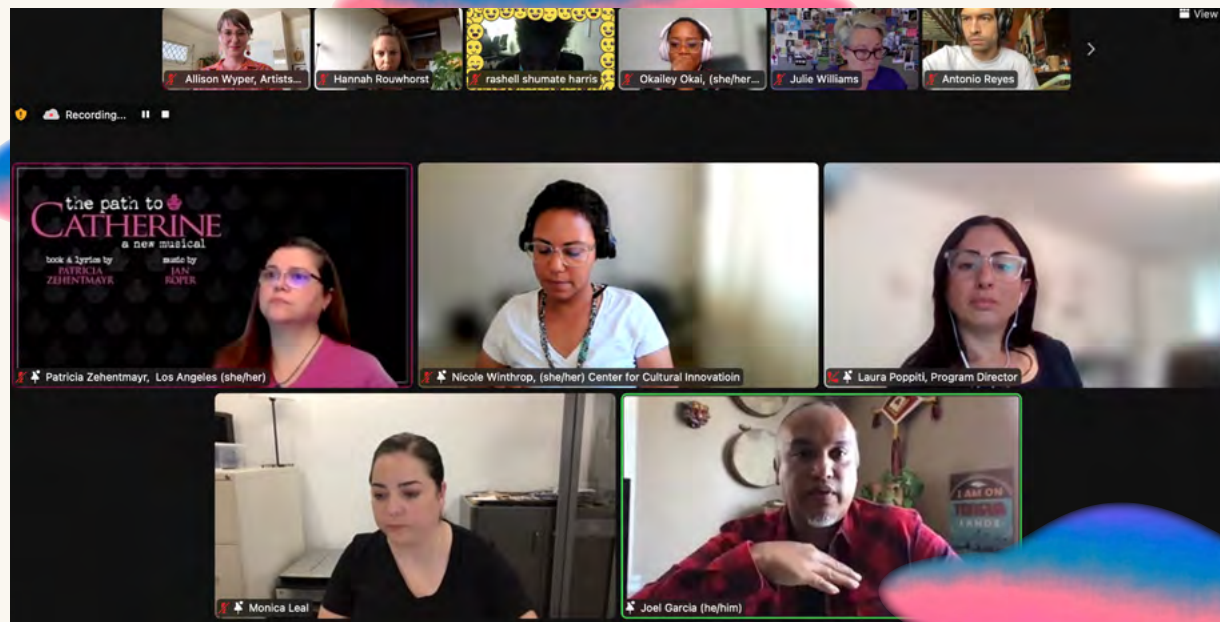 View
Allison Wyper, Artists...
Hannah Rouwhorst
rashell shumate harris
Okailey Okai, (she/her...
Julie Williams
Antonio Reyes
Recording...
the path to
CATHERINE
a new musical
book & lyrics by
PATRICIA
ZEHENTMAYR
music by
JAN
ROPER
Patricia Zehentmayr, Los Angeles (she/her)
Nicole Winthrop, (she/her) Center for Cultural Innovatioin
Laura Poppiti, Program Director
I AM ON
TONGVA
LANDS
Monica Leal
Joel Garcia (he/him)